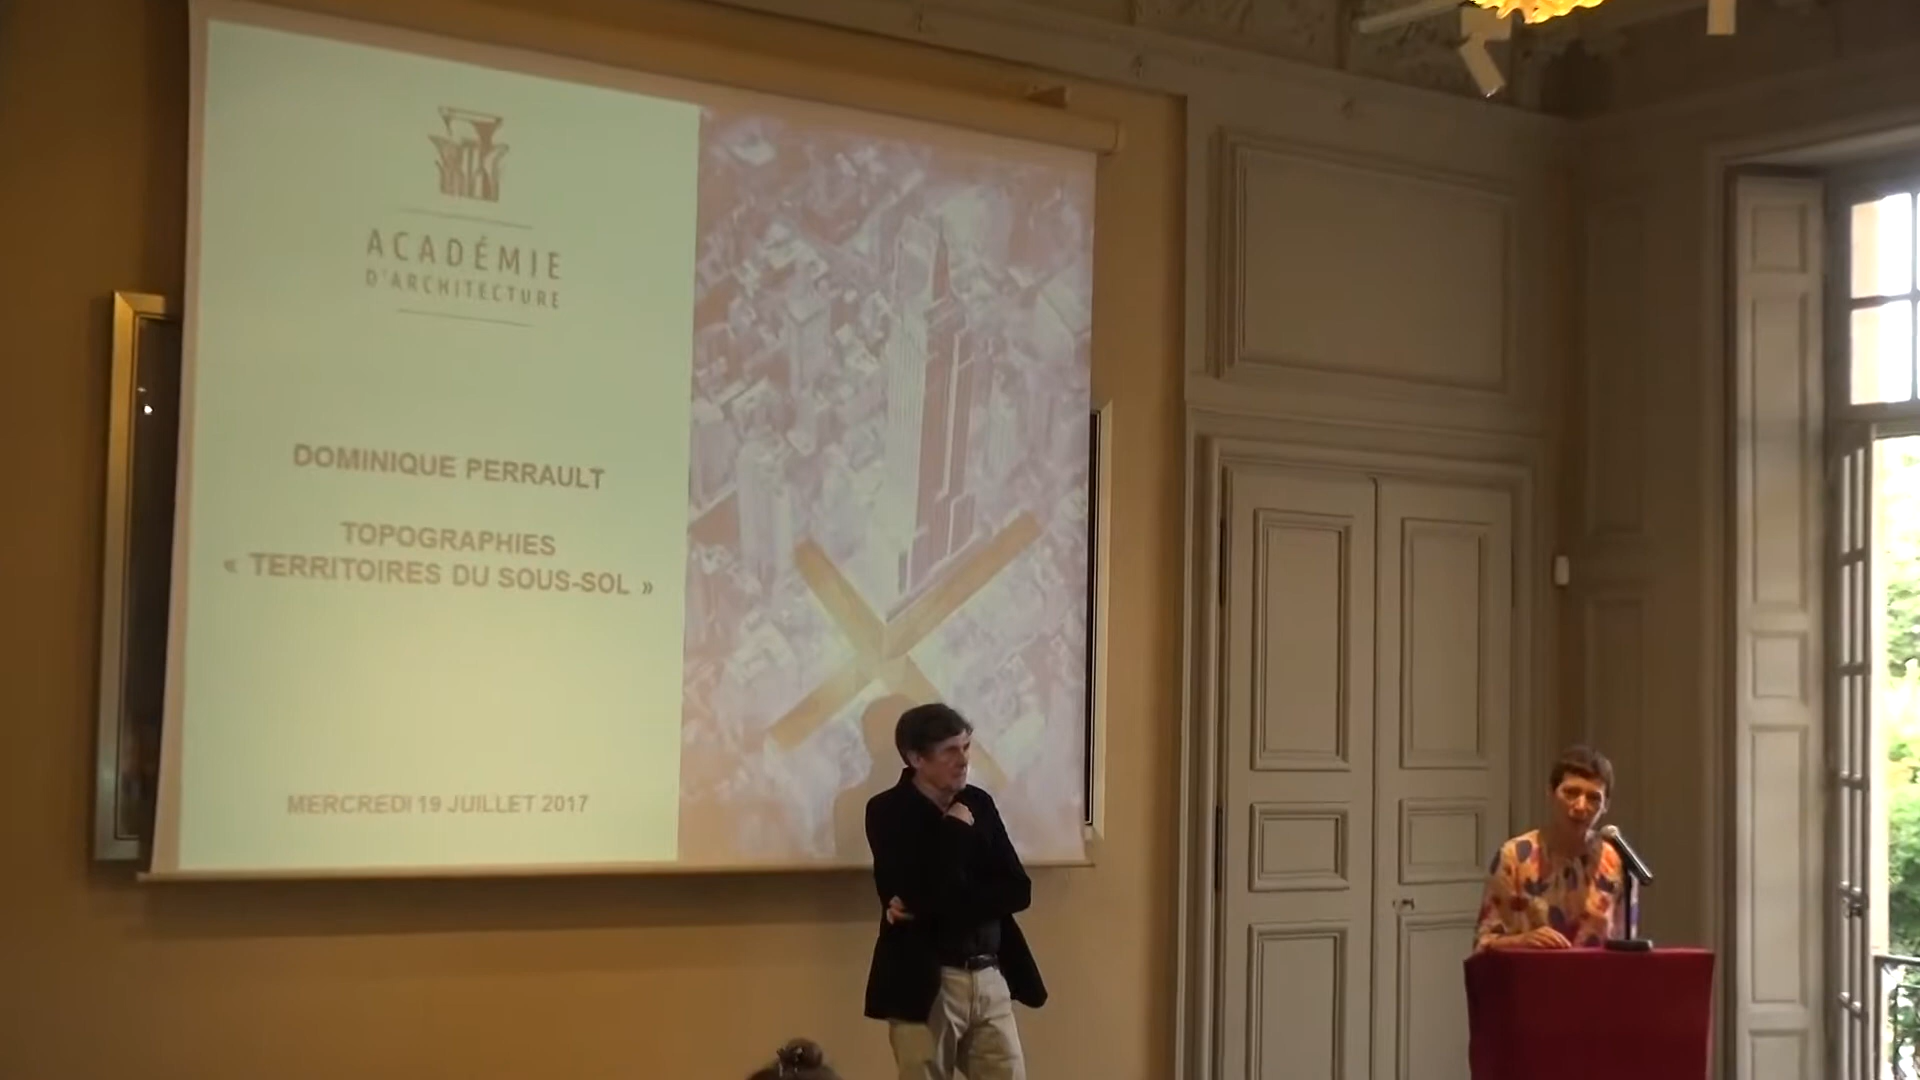 ACADÉMIE
D'ARCHITECTURE
DOMINIQUE PERRAULT
TOPOGRAPHIES
« TERRITOIRES DU SOUS-SOL »
MERCREDI 19 JUILLET 2017